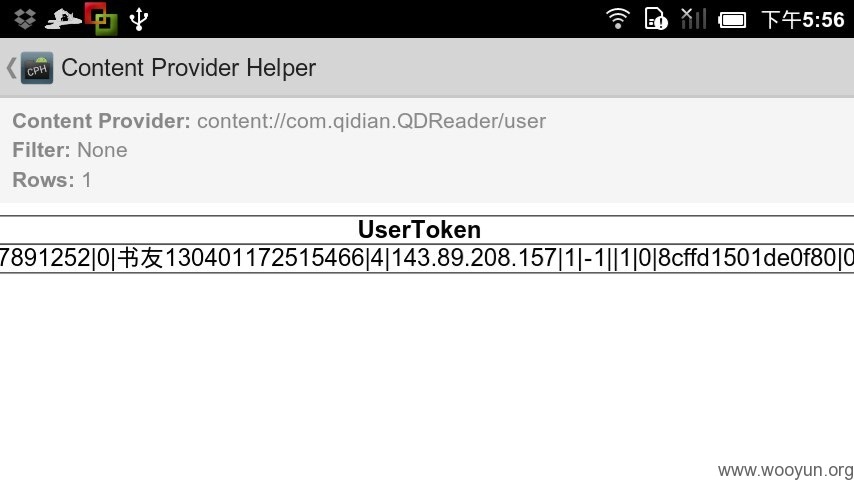 下午5:56
CPH
Content Provider Helper
Content Provider: content://com.qidian.QDReader/user
Filter: None
Rows: 1
UserToken
7891252|0|书友130401172515466|4|143.89.208.157|1|-1||1|0|8cffd1501de0f80|0
www.wooyun.org